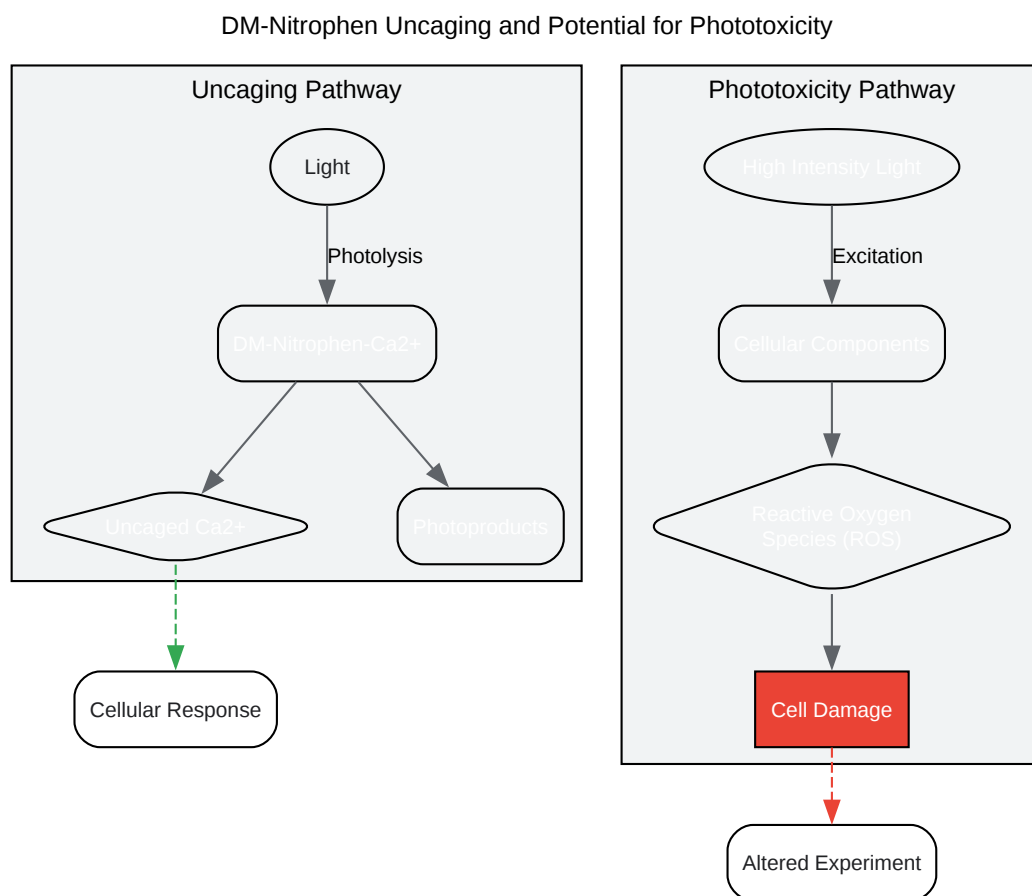 DM-Nitrophen Uncaging and Potential for Phototoxicity
Uncaging Pathway
Light
Photolysis
DM-Nitrophen-Ca2+
Uncaged Ca2+
Photoproducts
Cellular Response
Phototoxicity Pathway
High Intensity Light
Excitation
Cellular Components
Reactive Oxygen
Species (ROS)
Cell Damage
Altered Experiment